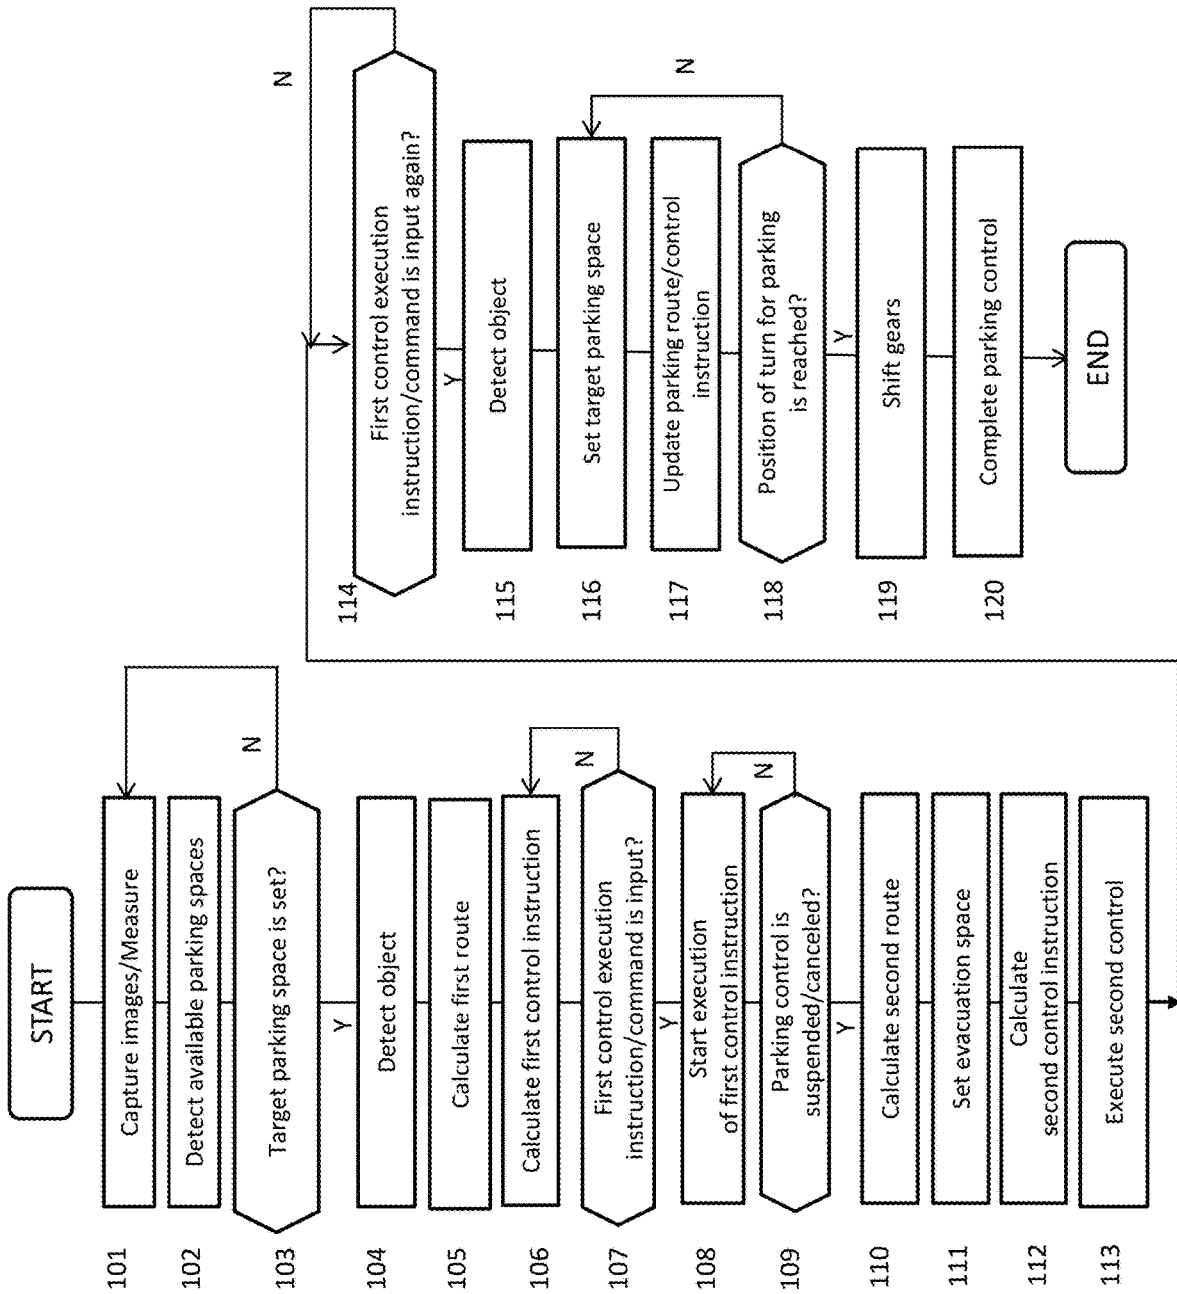 START
101
Capture images/Measure
102
Detect available parking spaces
103
Target parking space is set?
N
Y
104
Detect object
105
Calculate first route
106
Calculate first control instruction
107
First control execution
instruction/command is input?
N
Y
108
Start execution
of first control instruction
109
Parking control is
suspended/canceled?
N
Y
110
Calculate second route
111
Set evacuation space
112
Calculate
second control instruction
113
Execute second control
114
First control execution
instruction/command is input again?
N
Y
115
Detect object
116
Set target parking space
117
Update parking route/control
instruction
118
Position of turn for parking
is reached?
N
Y
119
Shift gears
120
Complete parking control
END